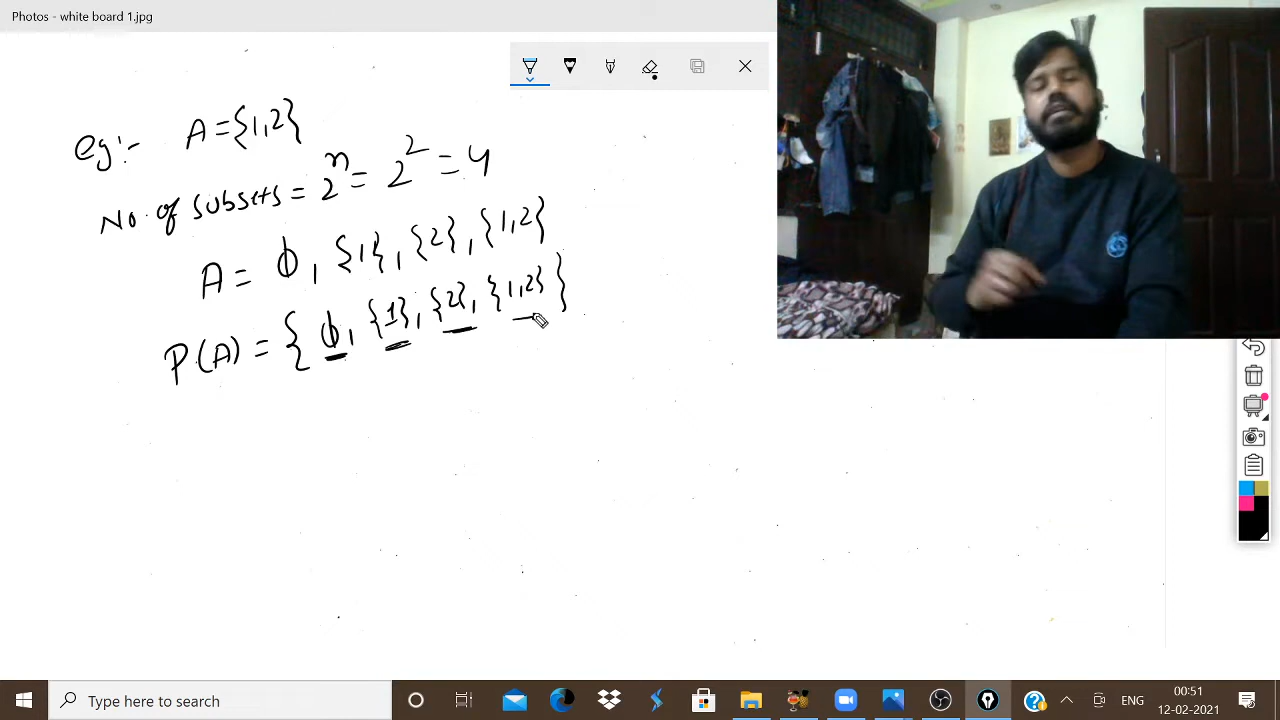 Photos - white board 1.jpg
eg:- A={1,2}
No. of subsets = 2^n = 2^2 = 4
A = ϕ, {1}, {2}, {1,2}
P(A) = { ϕ, {1}, {2}, {1,2} }
Type here to search
ENG
00:51
12-02-2021